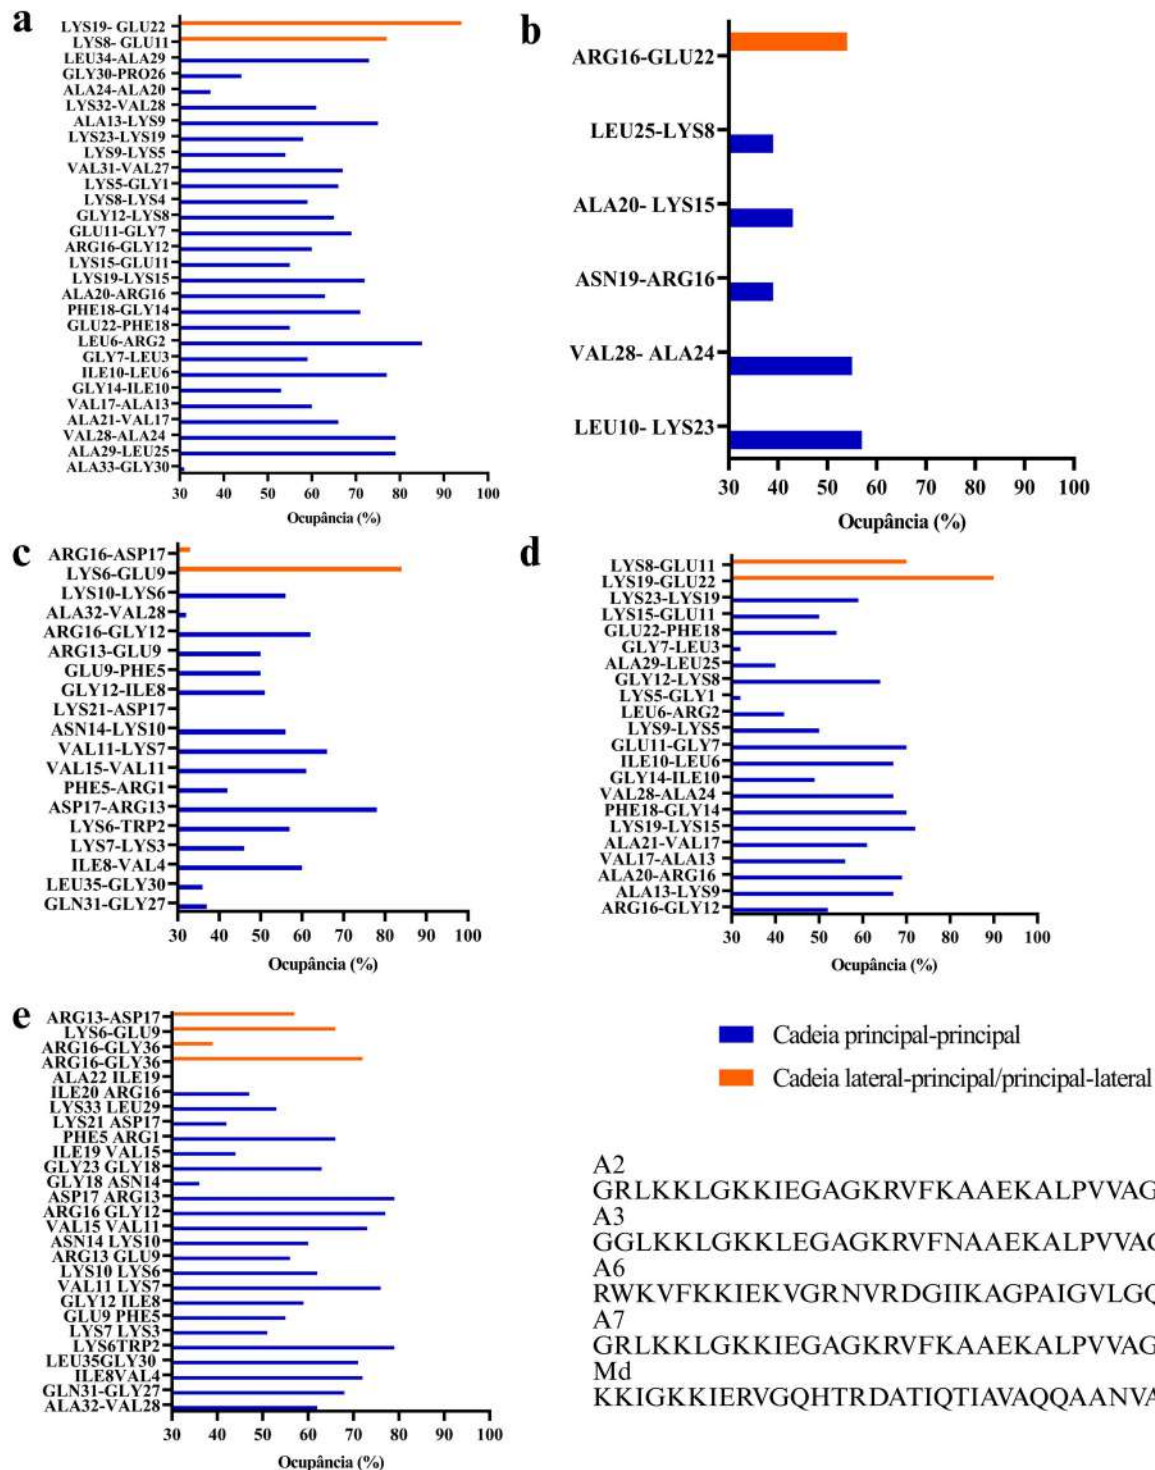 a
LYS19- GLU22
LYS8- GLU11
LEU34-ALA29
GLY30-PRO26
ALA24-ALA20
LYS32-VAL28
ALA13-LYS9
LYS23-LYS19
LYS9-LYS5
VAL31-VAL27
LYS5-GLY1
LYS8-LYS4
GLY12-LYS8
GLU11-GLY7
ARG16-GLY12
LYS15-GLU11
LYS19-LYS15
ALA20-ARG16
PHE18-GLY14
GLU22-PHE18
LEU6-ARG2
GLY7-LEU3
ILE10-LEU6
GLY14-ILE10
VAL17-ALA13
ALA21-VAL17
VAL28-ALA24
ALA29-LEU25
ALA33-GLY30
30 40 50 60 70 80 90 100
Ocupância (%)
b
ARG16-GLU22
LEU25-LYS8
ALA20- LYS15
ASN19-ARG16
VAL28- ALA24
LEU10- LYS23
30 40 50 60 70 80 90 100
Ocupância (%)
c
ARG16-ASP17
LYS6-GLU9
LYS10-LYS6
ALA32-VAL28
ARG16-GLY12
ARG13-GLU9
GLU9-PHE5
GLY12-ILE8
LYS21-ASP17
ASN14-LYS10
VAL11-LYS7
VAL15-VAL11
PHE5-ARG1
ASP17-ARG13
LYS6-TRP2
LYS7-LYS3
ILE8-VAL4
LEU35-GLY30
GLN31-GLY27
30 40 50 60 70 80 90 100
Ocupância (%)
d
LYS8-GLU11
LYS19-GLU22
LYS23-LYS19
LYS15-GLU11
GLU22-PHE18
GLY7-LEU3
ALA29-LEU25
GLY12-LYS8
LYS5-GLY1
LEU6-ARG2
LYS9-LYS5
GLU11-GLY7
ILE10-LEU6
GLY14-ILE10
VAL28-ALA24
PHE18-GLY14
LYS19-LYS15
ALA21-VAL17
VAL17-ALA13
ALA20-ARG16
ALA13-LYS9
ARG16-GLY12
30 40 50 60 70 80 90 100
Ocupância (%)
e
ARG13-ASP17
LYS6-GLU9
ARG16-GLY36
ARG16-GLY36
ALA22 ILE19
ILE20 ARG16
LYS33 LEU29
LYS21 ASP17
PHE5 ARG1
ILE19 VAL15
GLY23 GLY18
GLY18 ASN14
ASP17 ARG13
ARG16 GLY12
VAL15 VAL11
ASN14 LYS10
ARG13 GLU9
LYS10 LYS6
VAL11 LYS7
GLY12 ILE8
GLU9 PHE5
LYS7 LYS3
LYS6TRP2
LEU35GLY30
ILE8VAL4
GLN31-GLY27
ALA32-VAL28
30 40 50 60 70 80 90 100
Ocupância (%)
Cadeia principal-principal
Cadeia lateral-principal/principal-lateral
A2
GRLKKLGKKIEGAGKRVFKAAEKALPVVAG
A3
GGLKKLGKKLEGAGKRVFNAAEKALPVVAG
A6
RWKVFKKIEKVGRNVRDGIIKAGPAIGVLGQ
A7
GRLKKLGKKIEGAGKRVFKAAEKALPVVAG
Md
KKIGKKIERVGQHTRDATIQTIAVAQQAANVA